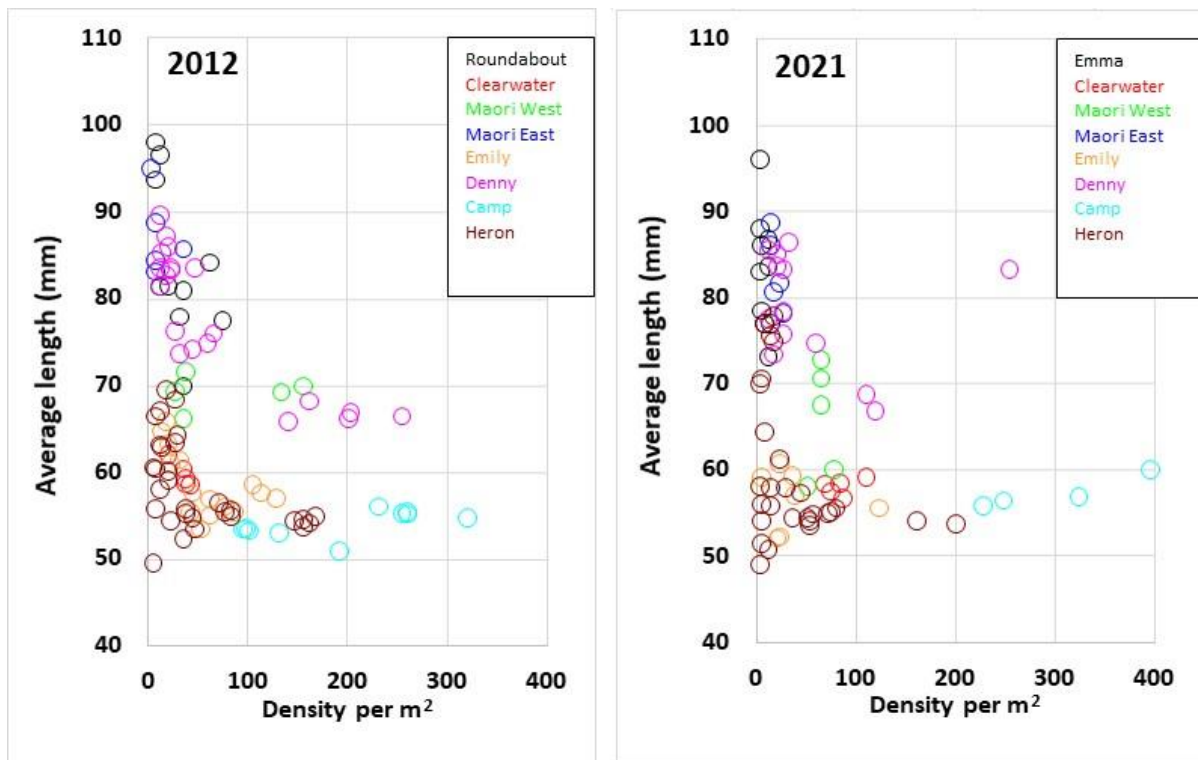 2012
Average length (mm)
110
100
90
80
70
60
50
40
0 100 200 300 400
Density per m²
Roundabout
Clearwater
Maori West
Maori East
Emily
Denny
Camp
Heron
2021
Average length (mm)
110
100
90
80
70
60
50
40
0 100 200 300 400
Density per m²
Emma
Clearwater
Maori West
Maori East
Emily
Denny
Camp
Heron